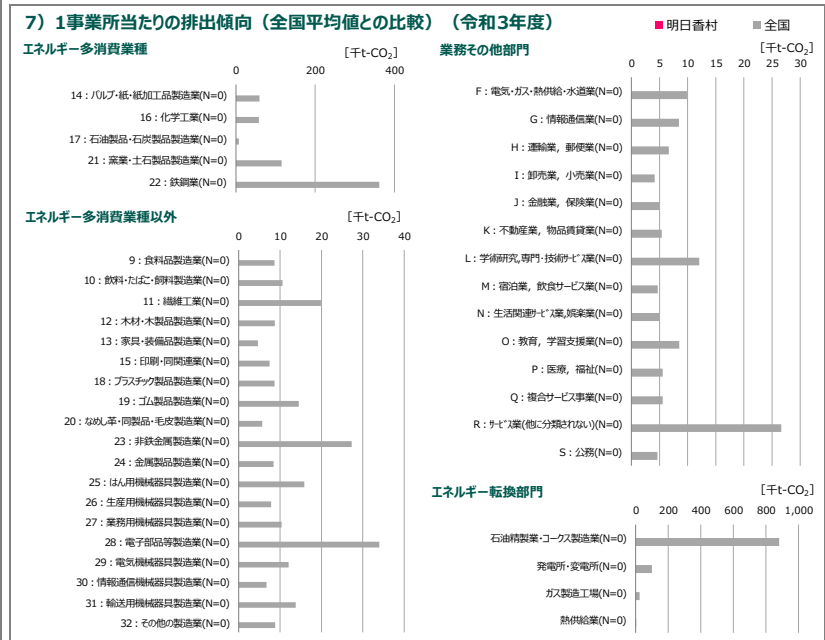 7）1事業所当たりの排出傾向（全国平均値との比較）（令和3年度）
■明日香村 ■全国
エネルギー多消費業種
[千t-CO₂]
0 200 400
14：パルプ・紙・紙加工品製造業(N=0)
16：化学工業(N=0)
17：石油製品・石炭製品製造業(N=0)
21：窯業・土石製品製造業(N=0)
22：鉄鋼業(N=0)
エネルギー多消費業種以外
[千t-CO₂]
0 10 20 30 40
9：食料品製造業(N=0)
10：飲料・たばこ・飼料製造業(N=0)
11：繊維工業(N=0)
12：木材・木製品製造業(N=0)
13：家具・装備品製造業(N=0)
15：印刷・同関連業(N=0)
18：プラスチック製品製造業(N=0)
19：ゴム製品製造業(N=0)
20：なめし革・同製品・毛皮製造業(N=0)
23：非鉄金属製造業(N=0)
24：金属製品製造業(N=0)
25：はん用機械器具製造業(N=0)
26：生産用機械器具製造業(N=0)
27：業務用機械器具製造業(N=0)
28：電子部品等製造業(N=0)
29：電気機械器具製造業(N=0)
30：情報通信機械器具製造業(N=0)
31：輸送用機械器具製造業(N=0)
32：その他の製造業(N=0)
業務その他部門
[千t-CO₂]
0 5 10 15 20 25 30
F：電気・ガス・熱供給・水道業(N=0)
G：情報通信業(N=0)
H：運輸業，郵便業(N=0)
I：卸売業，小売業(N=0)
J：金融業，保険業(N=0)
K：不動産業，物品賃貸業(N=0)
L：学術研究,専門・技術ｻｰﾋﾞｽ業(N=0)
M：宿泊業，飲食サービス業(N=0)
N：生活関連ｻｰﾋﾞｽ業,娯楽業(N=0)
O：教育，学習支援業(N=0)
P：医療，福祉(N=0)
Q：複合サービス事業(N=0)
R：ｻｰﾋﾞｽ業(他に分類されない)(N=0)
S：公務(N=0)
エネルギー転換部門
[千t-CO₂]
0 200 400 600 800 1,000
石油精製業・コークス製造業(N=0)
発電所・変電所(N=0)
ガス製造工場(N=0)
熱供給業(N=0)